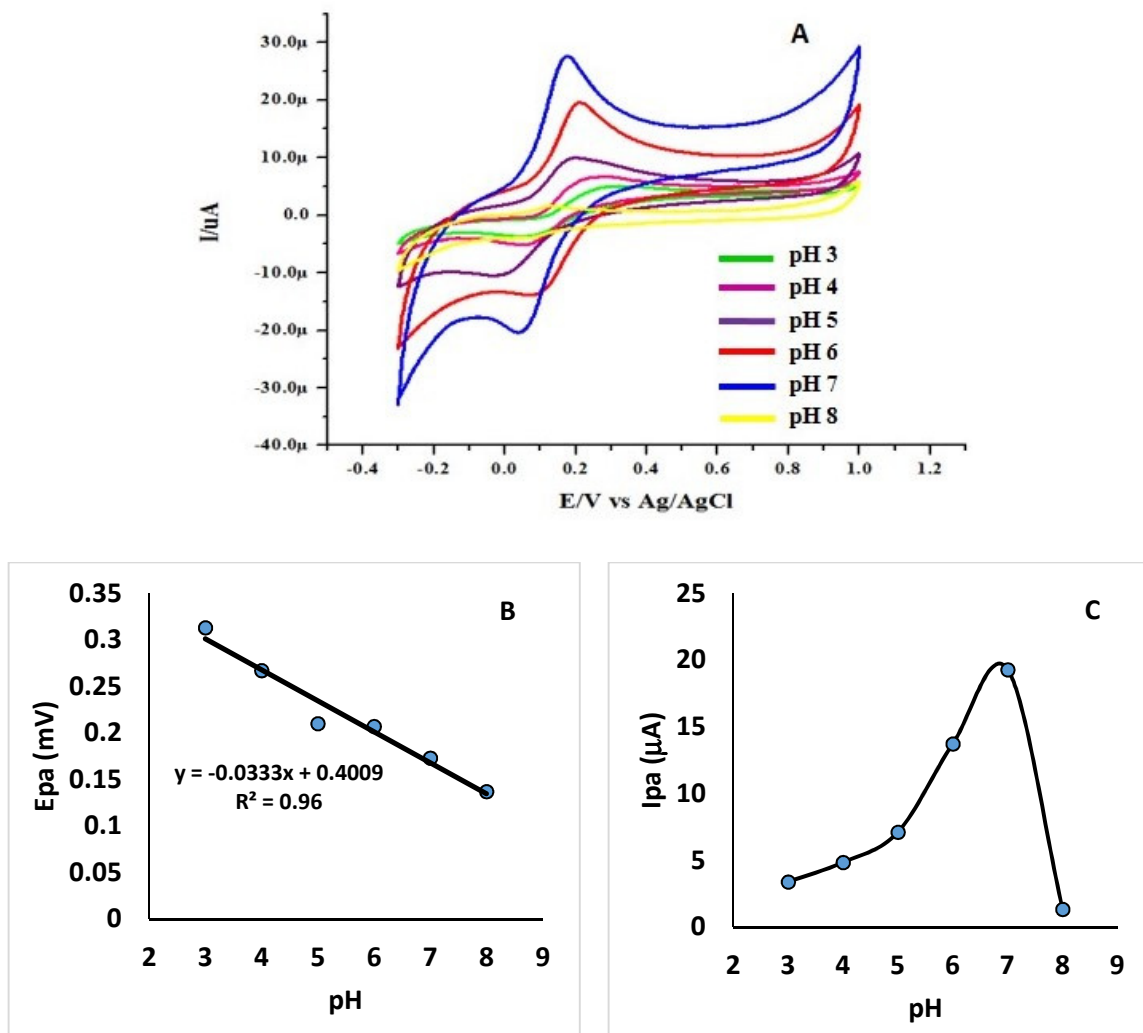 A
30.0μ
20.0μ
10.0μ
0.0
-10.0μ
-20.0μ
-30.0μ
-40.0μ
I/uA
pH 3
pH 4
pH 5
pH 6
pH 7
pH 8
-0.4 -0.2 0.0 0.2 0.4 0.6 0.8 1.0 1.2
E/V vs Ag/AgCl
B
0.35
0.3
0.25
0.2
0.15
0.1
0.05
0
Epa (mV)
y = -0.0333x + 0.4009
R² = 0.96
2 3 4 5 6 7 8 9
pH
C
25
20
15
10
5
0
Ipa (μA)
2 3 4 5 6 7 8 9
pH